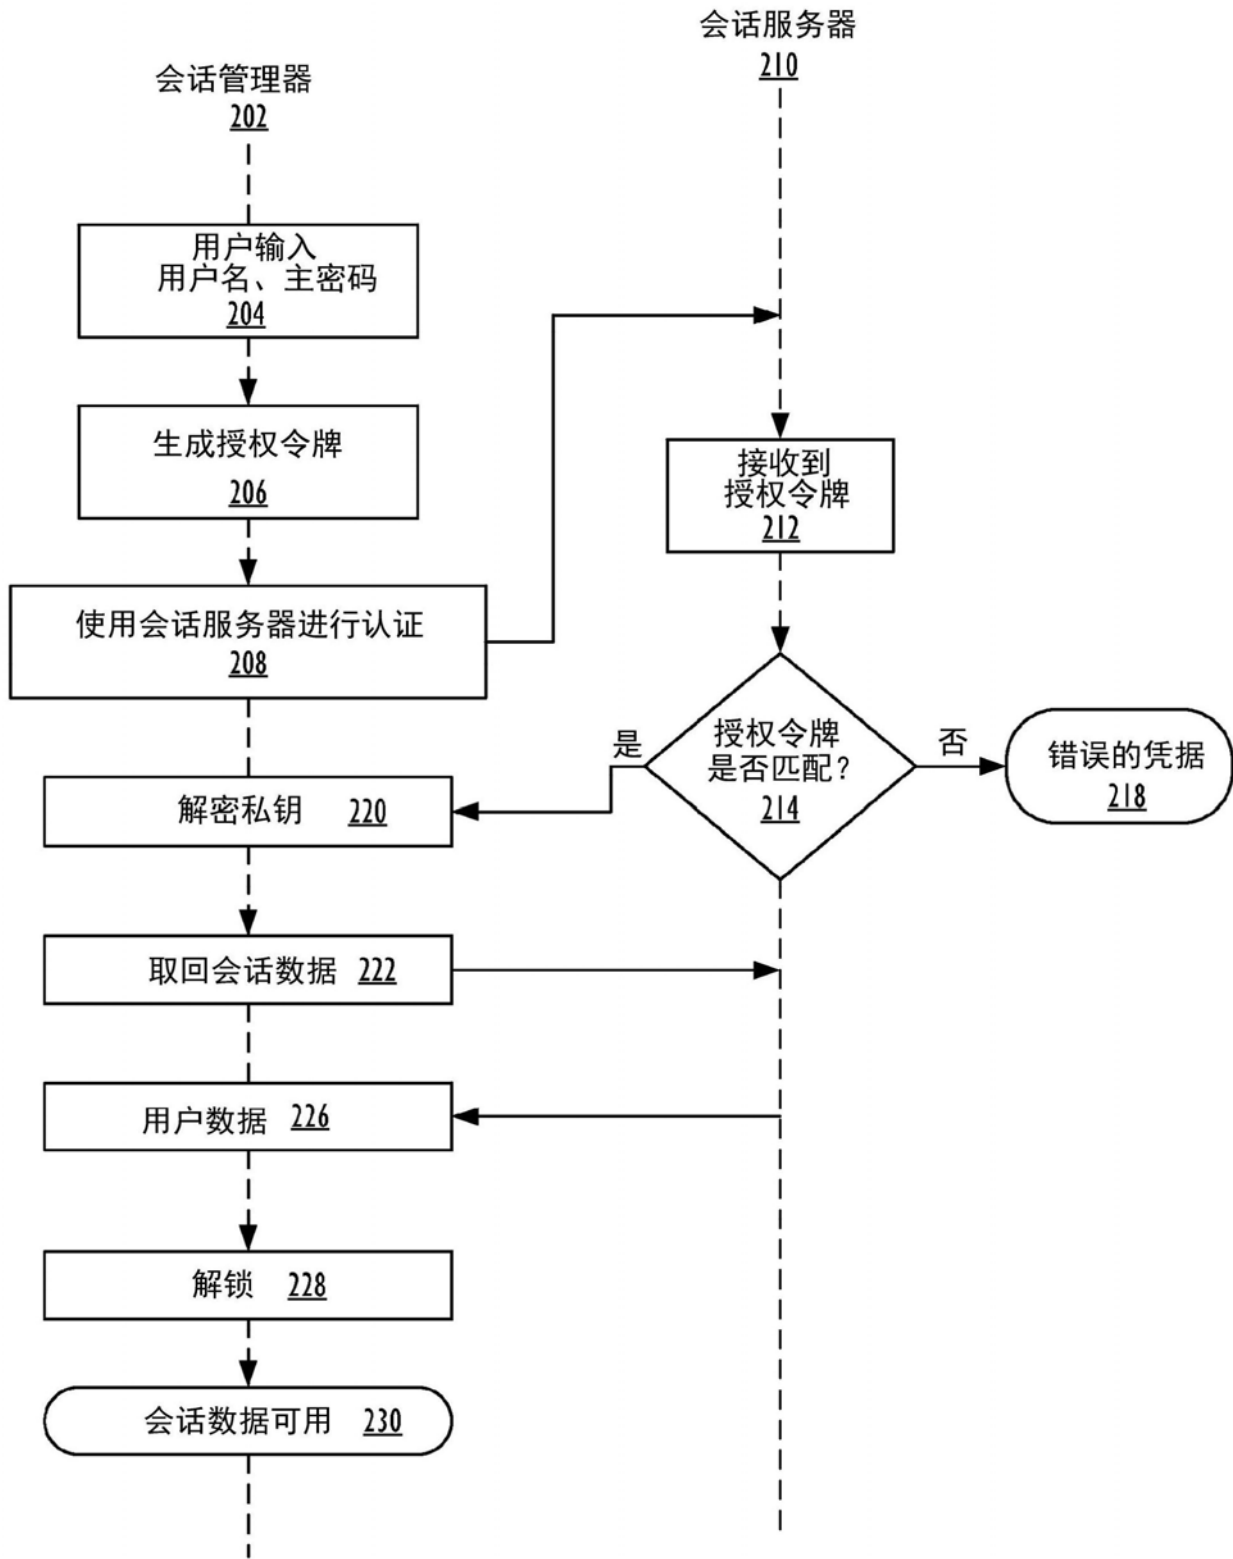 会话服务器
210
会话管理器
202
用户输入
用户名、主密码
204
生成授权令牌
206
接收到
授权令牌
212
使用会话服务器进行认证
208
授权令牌
是否匹配?
214
是
否
错误的凭据
218
解密私钥 220
取回会话数据 222
用户数据 226
解锁 228
会话数据可用 230